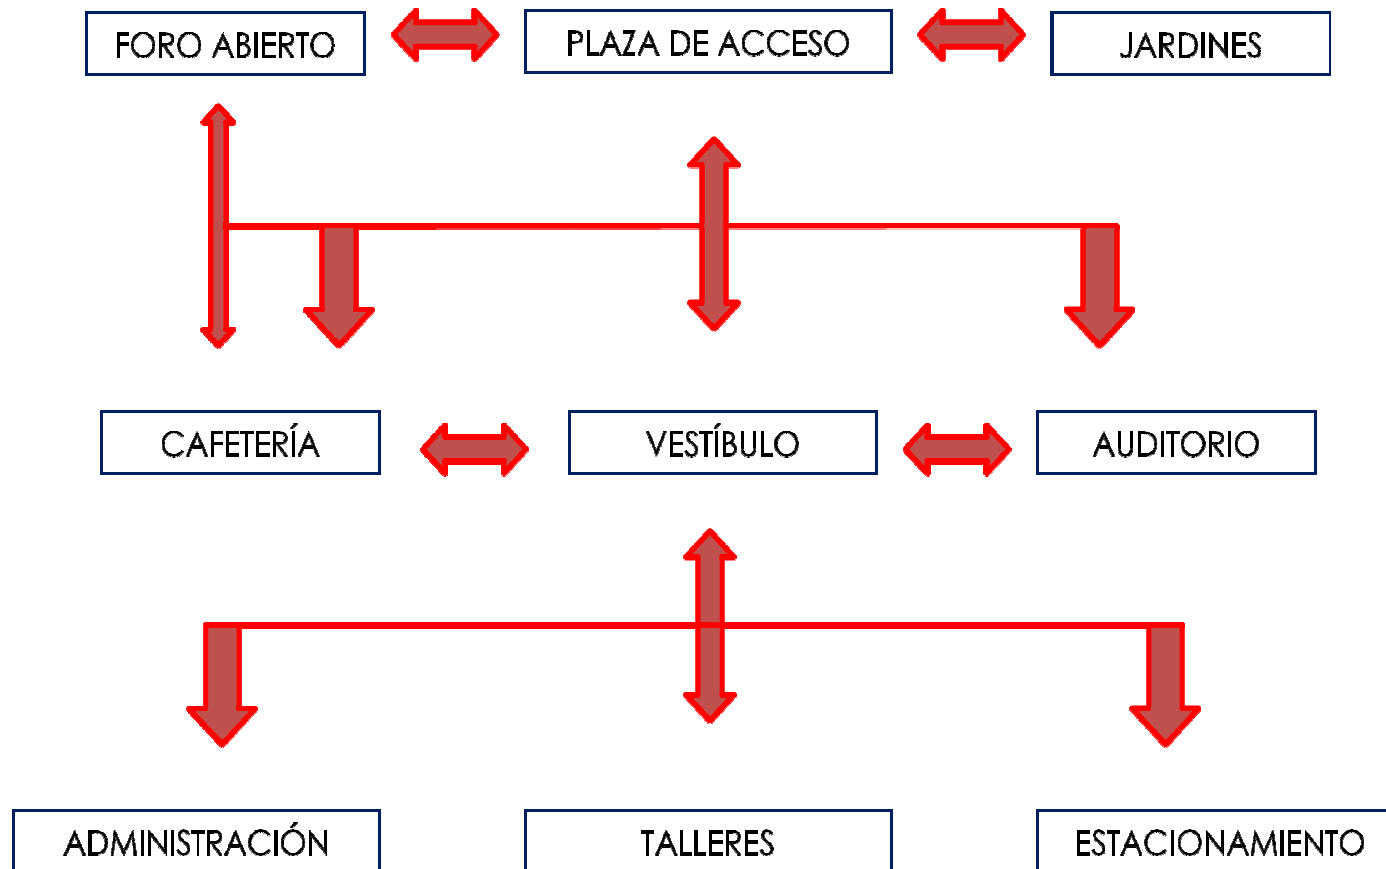 FORO ABIERTO
PLAZA DE ACCESO
JARDINES
CAFETERÍA
VESTÍBULO
AUDITORIO
ADMINISTRACIÓN
TALLERES
ESTACIONAMIENTO